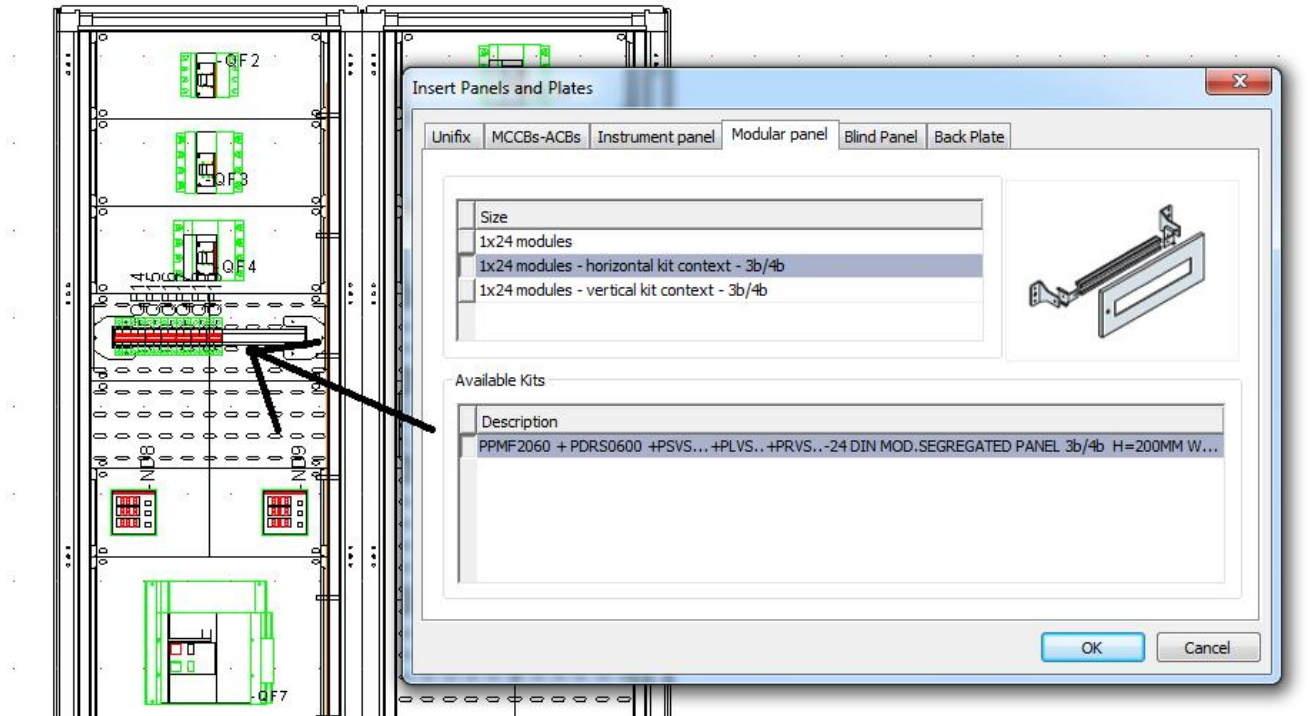 -QF2
Insert Panels and Plates
Unifix MCCBs-ACBs Instrument panel Modular panel Blind Panel Back Plate
-QF3
Size
1x24 modules
QF4
1x24 modules - horizontal kit context - 3b/4b
1x24 modules - vertical kit context - 3b/4b
Available Kits
Description
PPMF2060 + PDRS0600 +PSVS...+PLVS..+PRVS..-24 DIN MOD.SEGREGATED PANEL 3b/4b H=200MM W...
-ND8
-ND9
OK Cancel
-QF7